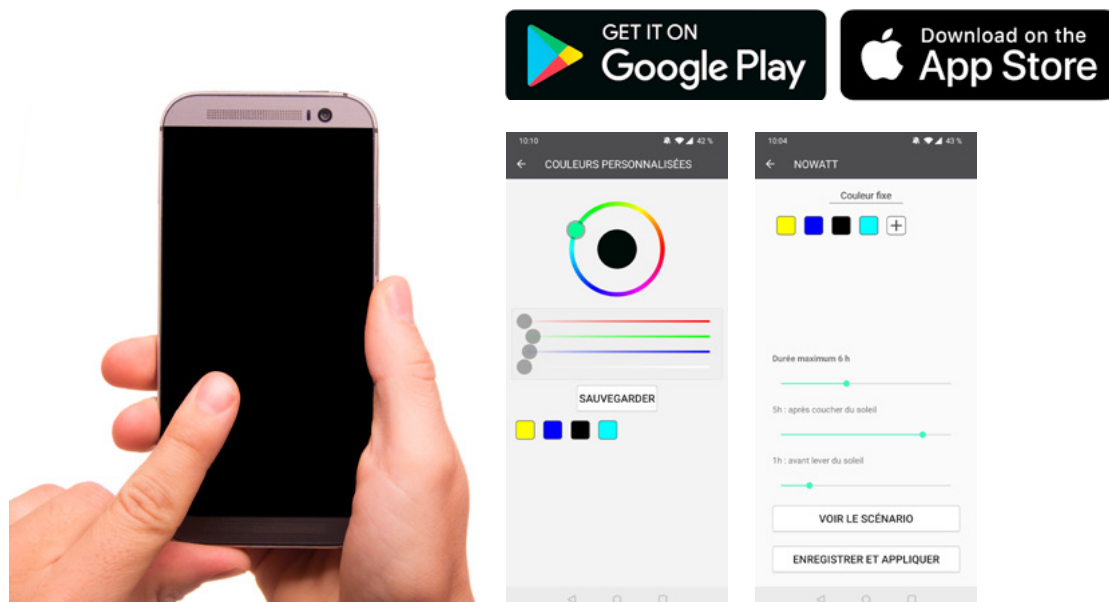 GET IT ON
Google Play
Download on the
App Store
10:10
42 %
COULEURS PERSONNALISÉES
SAUVEGARDER
10:04
43 %
NOWATT
Couleur fixe
Durée maximum 6 h
5h : après coucher du soleil
1h : avant lever du soleil
VOIR LE SCÉNARIO
ENREGISTRER ET APPLIQUER